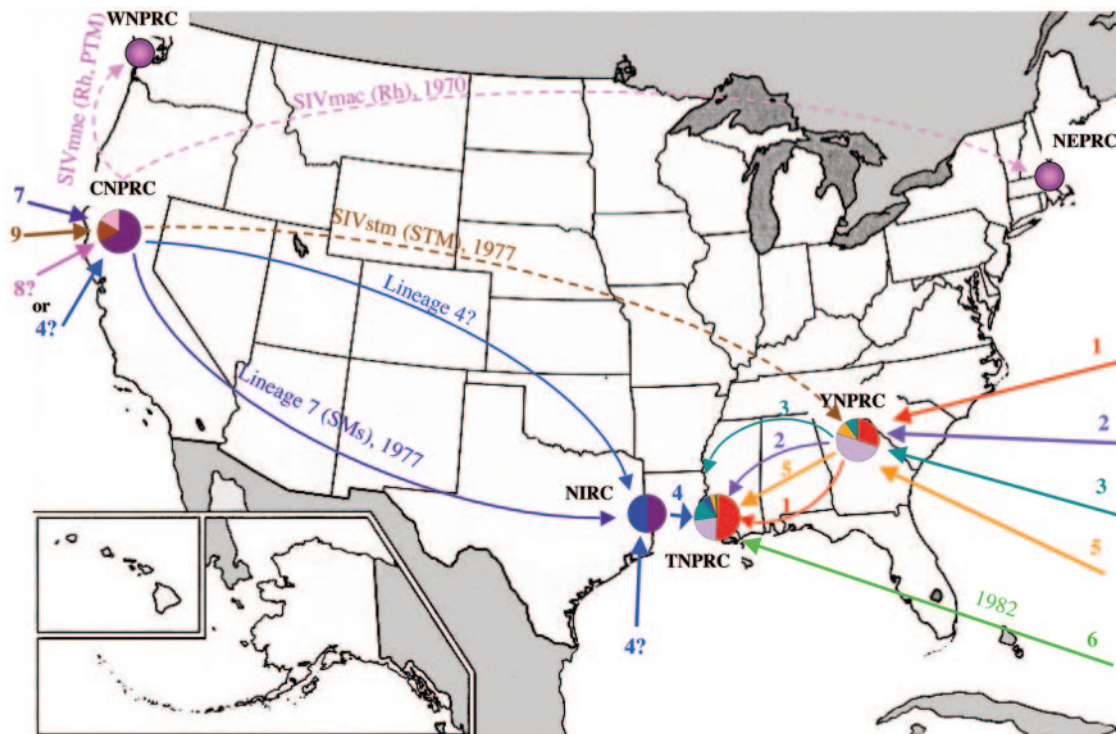 WNPRC
SIVmne (Rh, PTM)
SIVmac (Rh), 1970
NEPRC
CNPRC
7
9
8?
or
4?
SIVstm (STM), 1977
Lineage 4?
Lineage 7 (SMs), 1977
YNPRC
1
2
3
5
3
2
5
1
NIRC
4
TNPRC
4?
1982
6